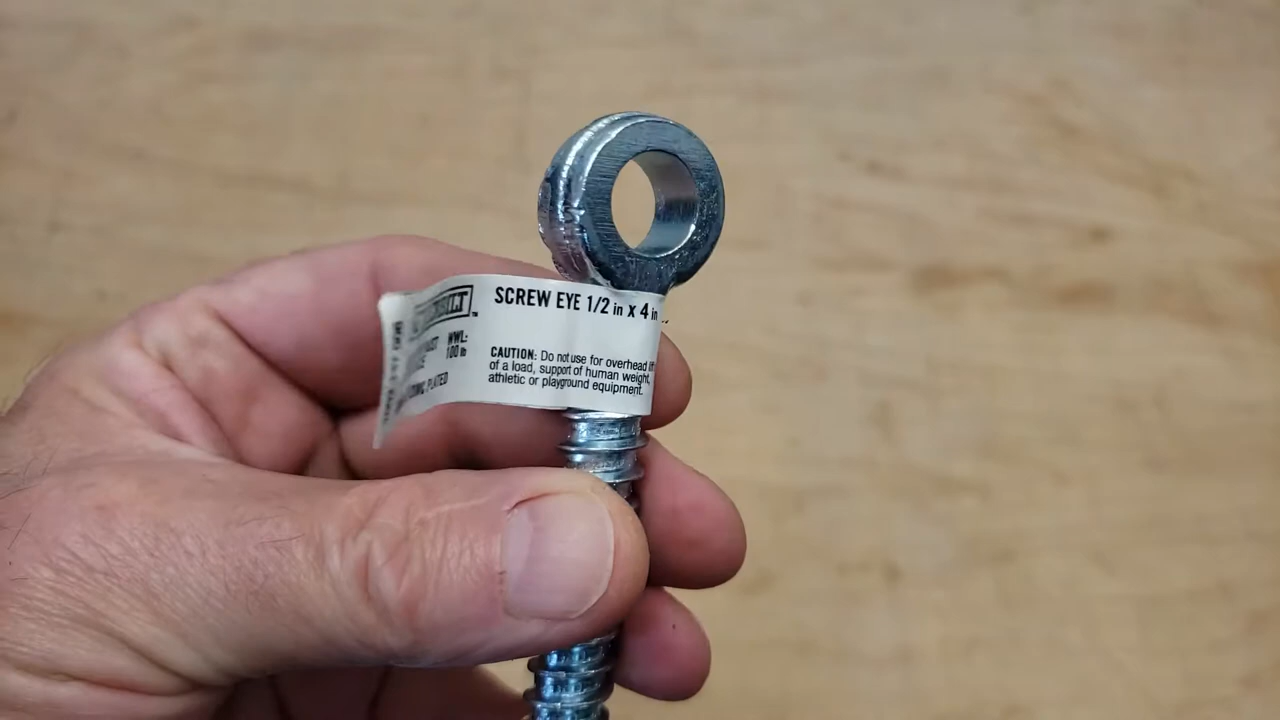 SCREW EYE 1/2 in x 4 in
WWL:
100 lb
PLATED
CAUTION: Do not use for overhead
of a load, support of human weight,
athletic or playground equipment.